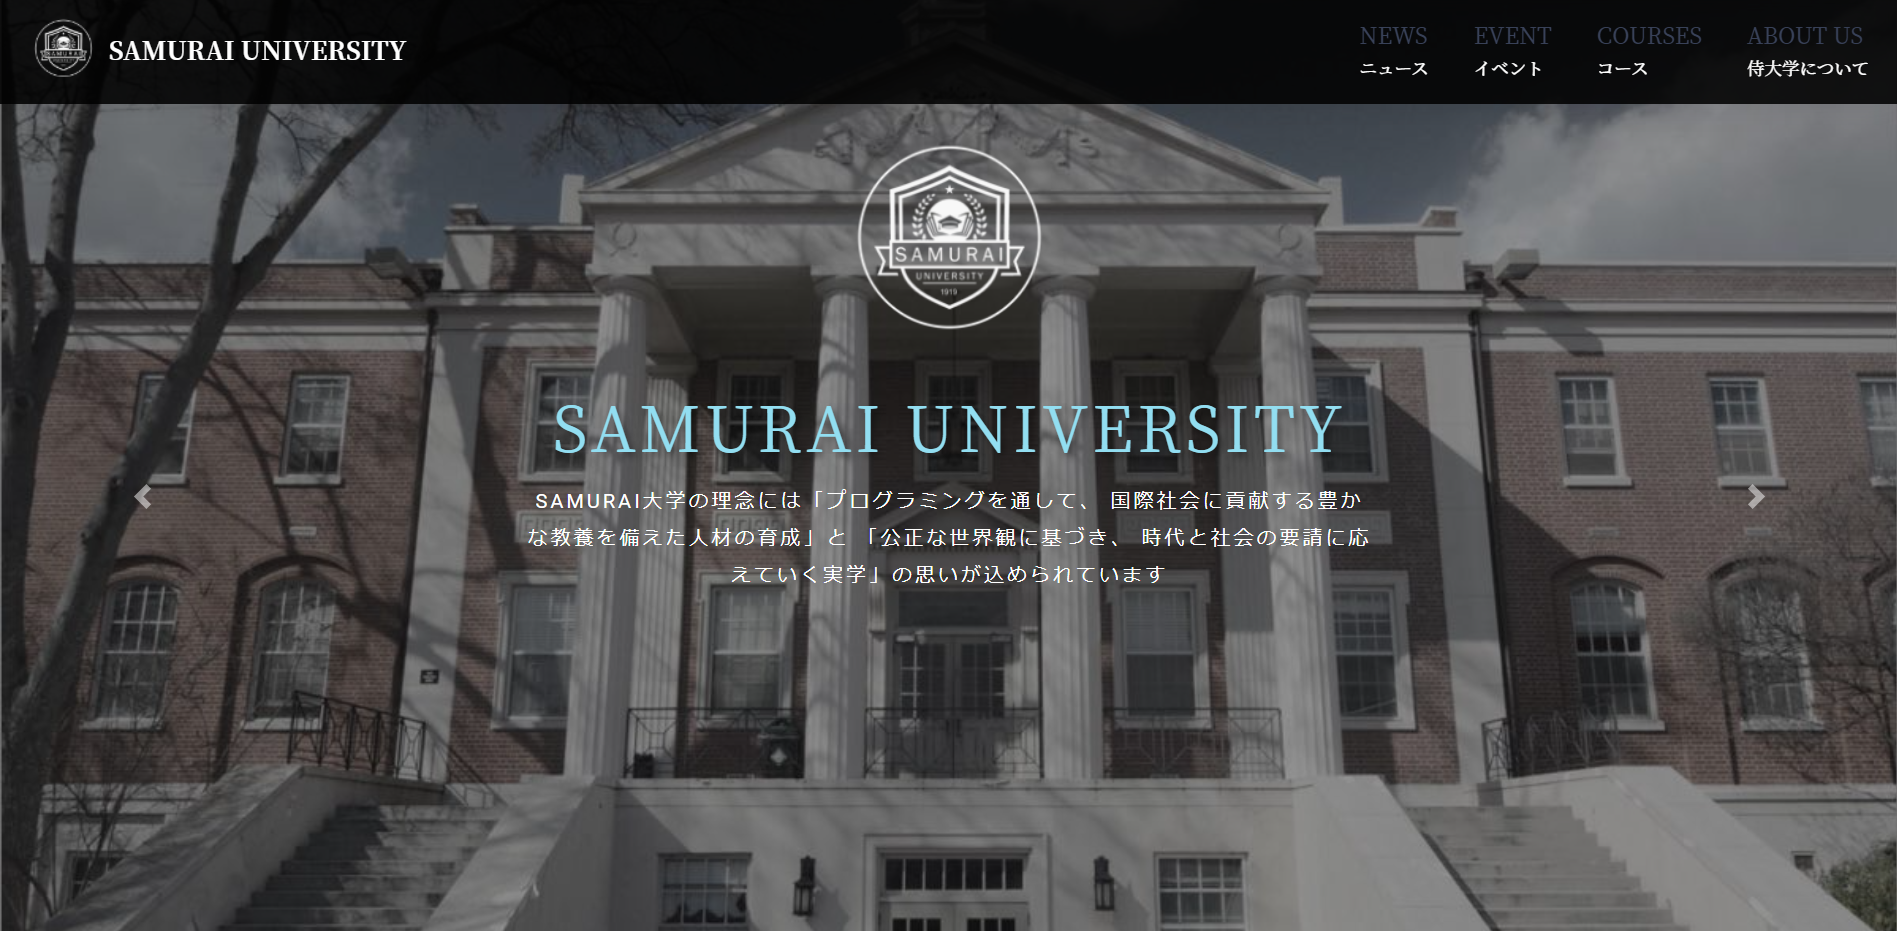 SAMURAI UNIVERSITY
NEWS
ニュース
EVENT
イベント
COURSES
コース
ABOUT US
侍大学について
SAMURAI
UNIVERSITY
1919
SAMURAI UNIVERSITY
SAMURAI大学の理念には「プログラミングを通して、 国際社会に貢献する豊か
な教養を備えた人材の育成」と 「公正な世界観に基づき、 時代と社会の要請に応
えていく実学」の思いが込められています